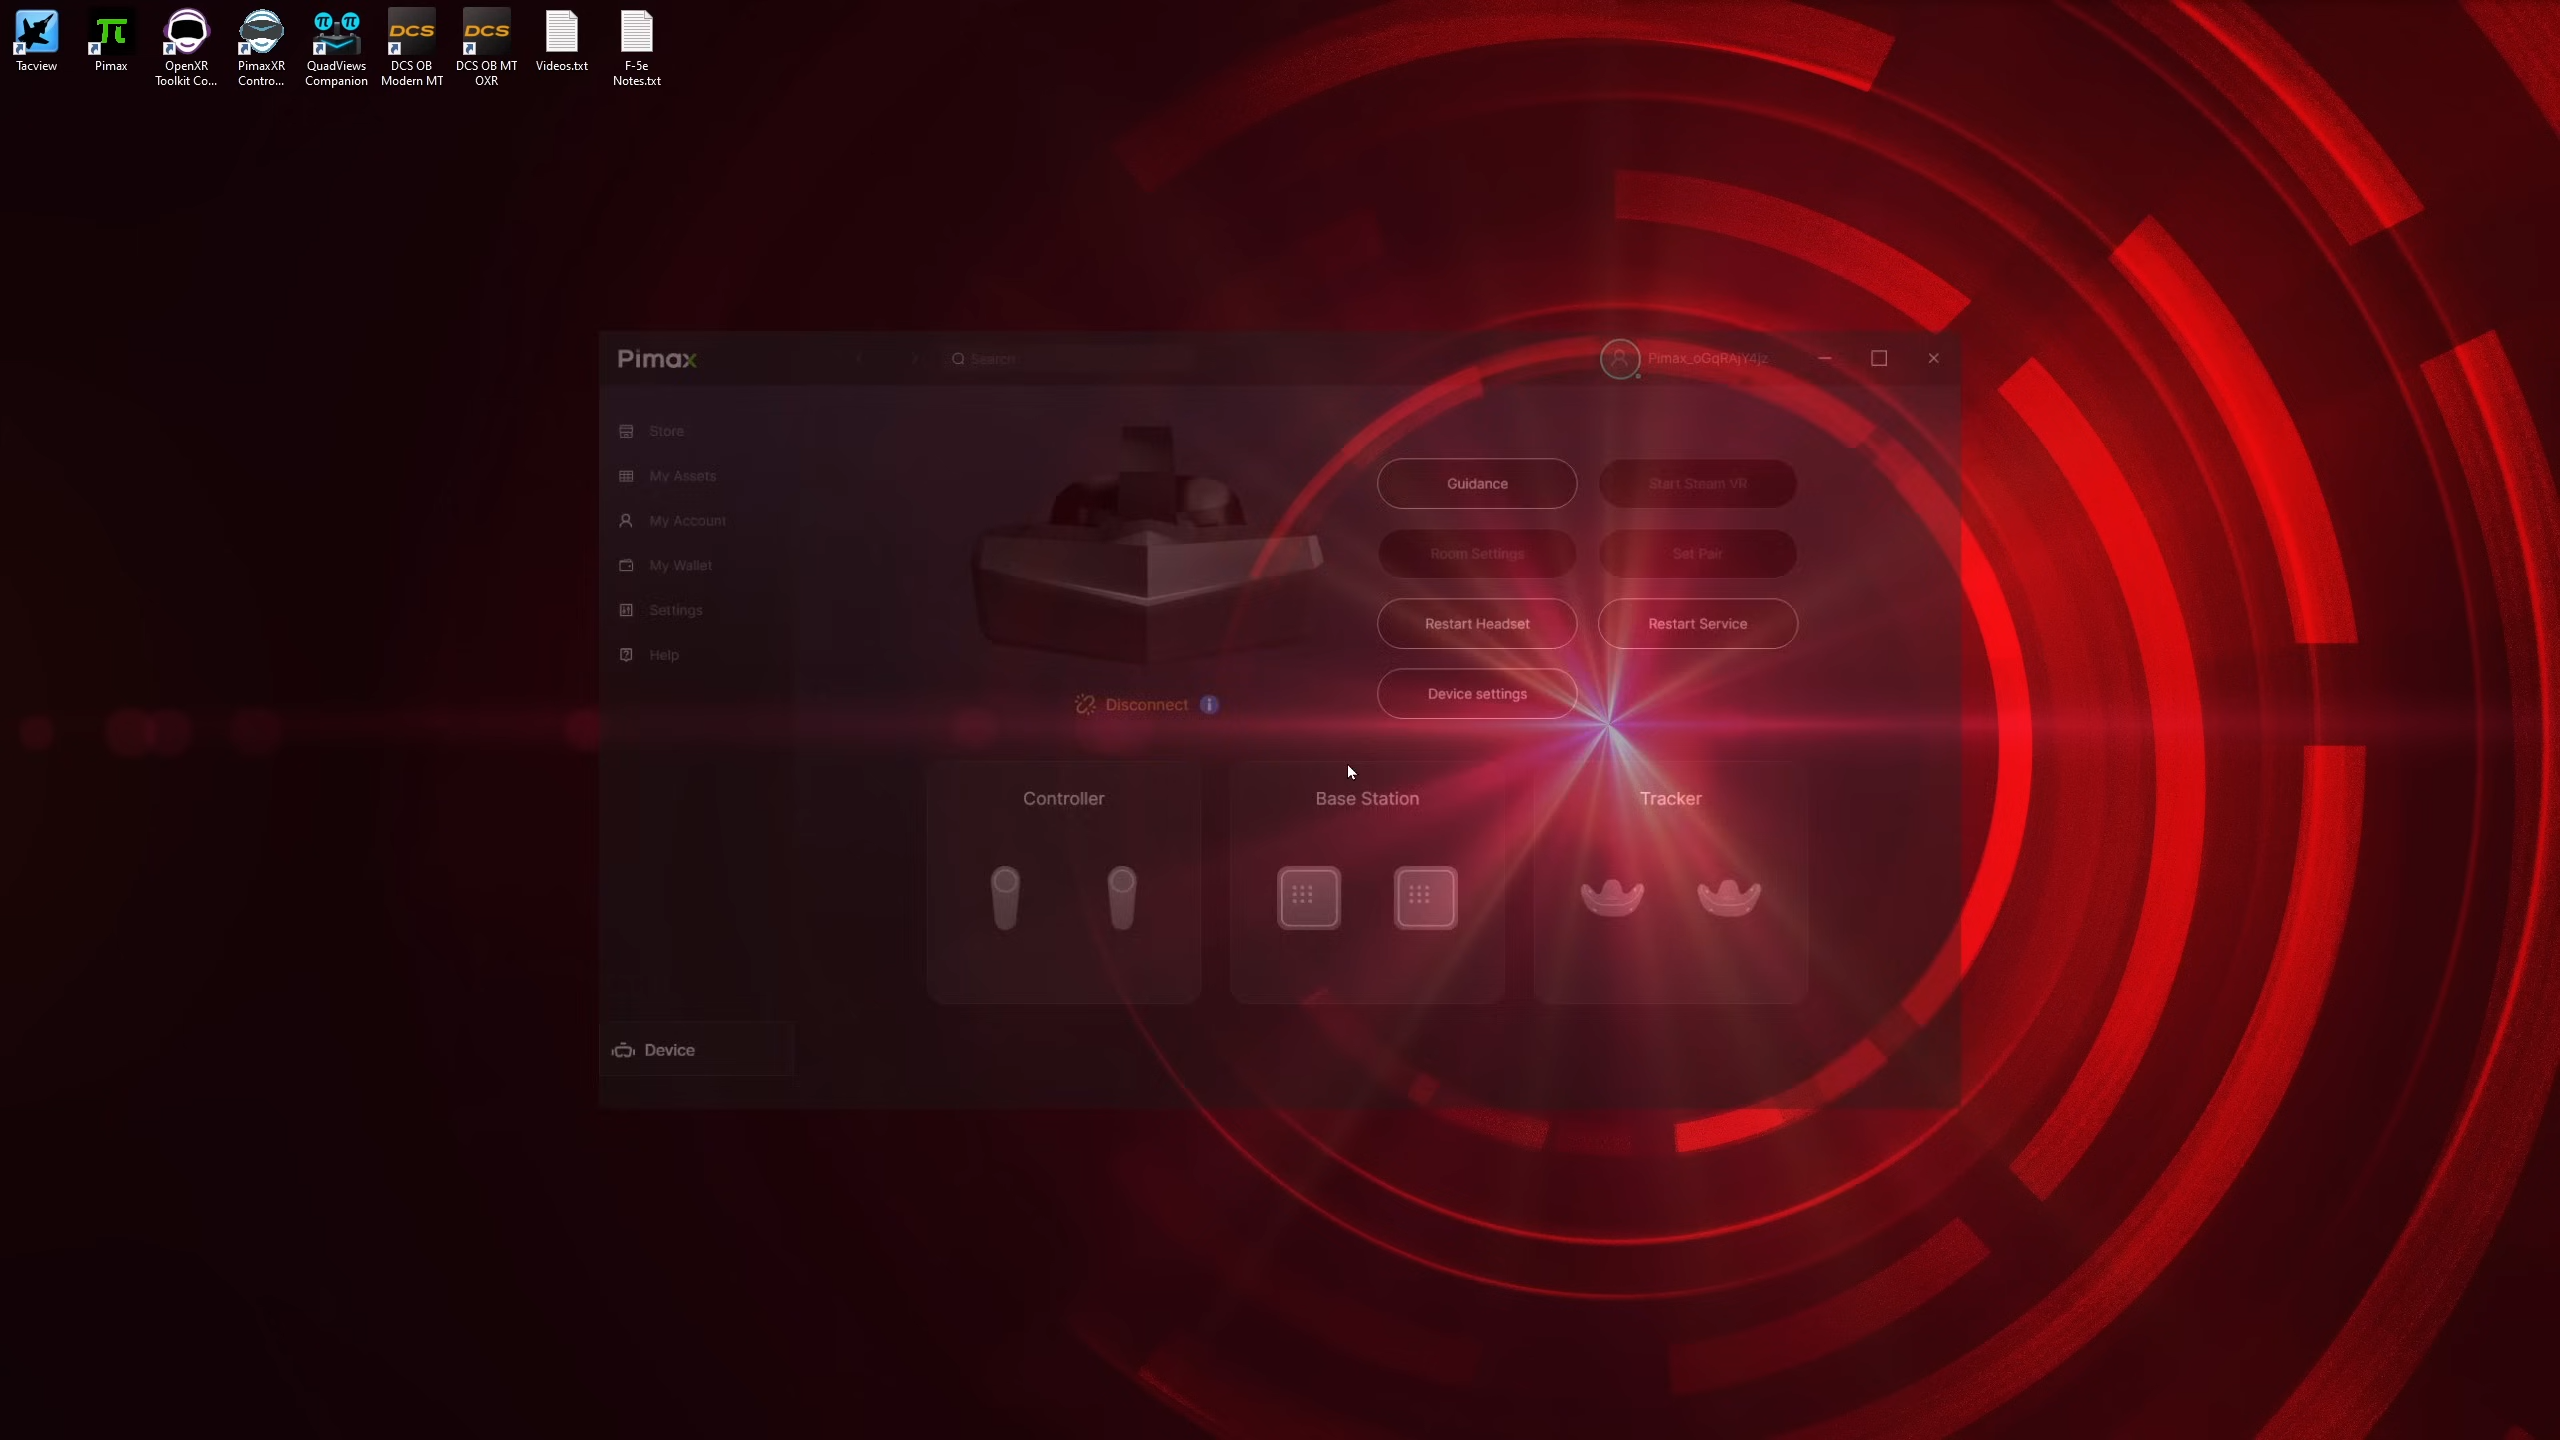 Tacview
Pimax
OpenXR
Toolkit Co...
PimaxXR
Contro...
QuadViews
Companion
DCS
DCS OB
Modern MT
DCS
DCS OB MT
OXR
Videos.txt
F-5e
Notes.txt
Pimax
Search
Pimax_oGqRAjY4jz
Store
My Assets
My Account
My Wallet
Settings
Help
Guidance
Start Steam VR
Room Settings
Set Pair
Restart Headset
Restart Service
Device settings
Disconnect
Controller
Base Station
Tracker
Device